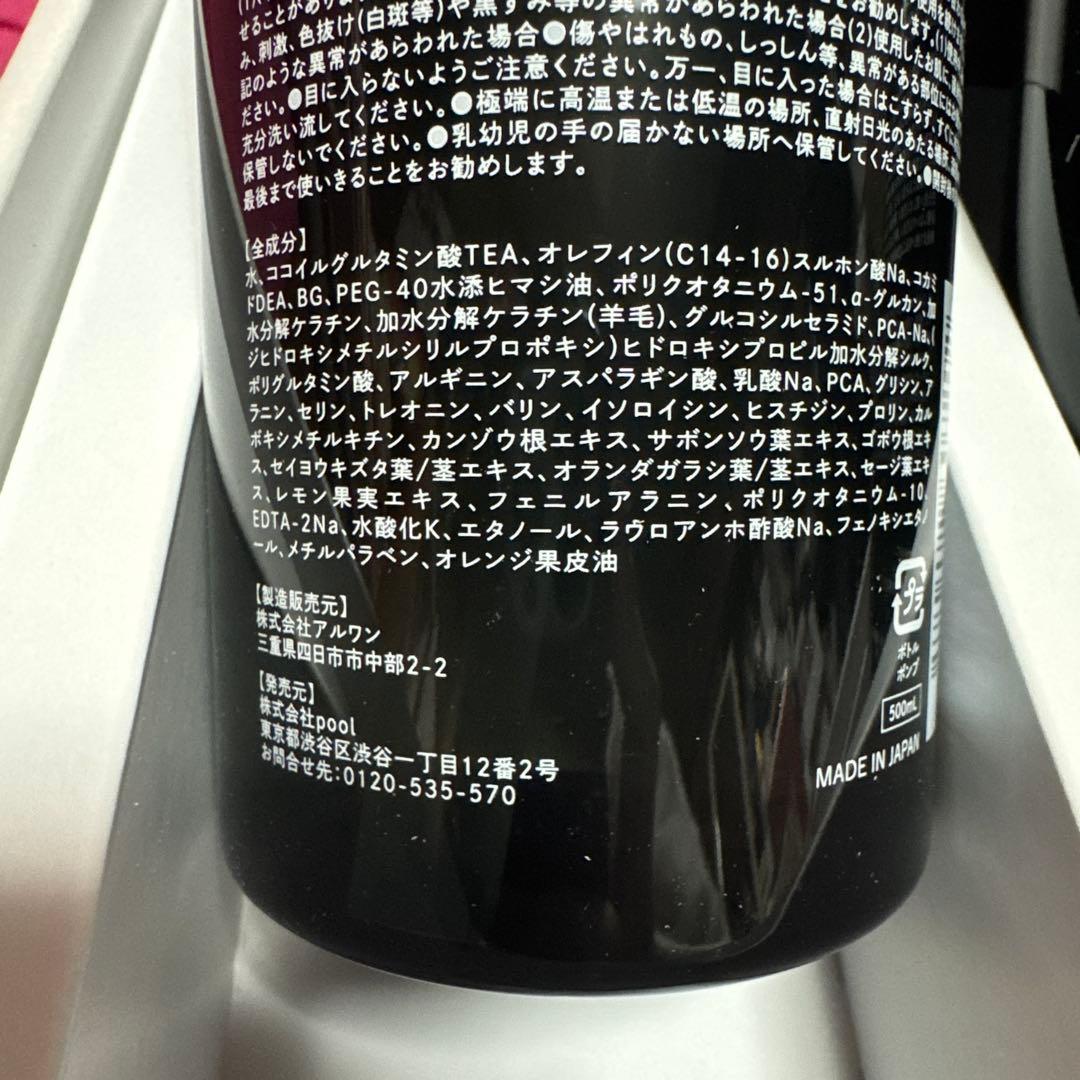 せることがあります
み、刺激、色抜け(白斑等)や黒ずみ等の異常があらわれた場合(2)使用したお肌に
記のような異常があらわれた場合●傷やはれもの、しっしん等、異常がある部位には
ださい。●目に入らないようご注意ください。万一、目に入った場合はこすらず、すぐに
充分洗い流してください。●極端に高温または低温の場所、直射日光のあたる場所
保管しないでください。●乳幼児の手の届かない場所へ保管してください。●開封後
最後まで使いきることをお勧めします。
【全成分】
水、ココイルグルタミン酸TEA、オレフィン(C14-16)スルホン酸Na、コカミ
ドDEA、BG、PEG-40水添ヒマシ油、ポリクオタニウム-51、α-グルカン、加
水分解ケラチン、加水分解ケラチン(羊毛)、グルコシルセラミド、PCA-Na、(
ジヒドロキシメチルシリルプロポキシ)ヒドロキシプロピル加水分解シルク、
ポリグルタミン酸、アルギニン、アスパラギン酸、乳酸Na、PCA、グリシン、ア
ラニン、セリン、トレオニン、バリン、イソロイシン、ヒスチジン、プロリン、カル
ボキシメチルキチン、カンゾウ根エキス、サボンソウ葉エキス、ゴボウ根エキ
ス、セイヨウキズタ葉/茎エキス、オランダガラシ葉/茎エキス、セージ葉エキ
ス、レモン果実エキス、フェニルアラニン、ポリクオタニウム-10、
EDTA-2Na、水酸化K、エタノール、ラウロアンホ酢酸Na、フェノキシエタノ
ール、メチルパラベン、オレンジ果皮油
【製造販売元】
株式会社アルワン
三重県四日市市中部2-2
【発売元】
株式会社pool
東京都渋谷区渋谷一丁目12番2号
お問合せ先:0120-535-570
プラ
ボトル
ポンプ
500mL
MADE IN JAPAN